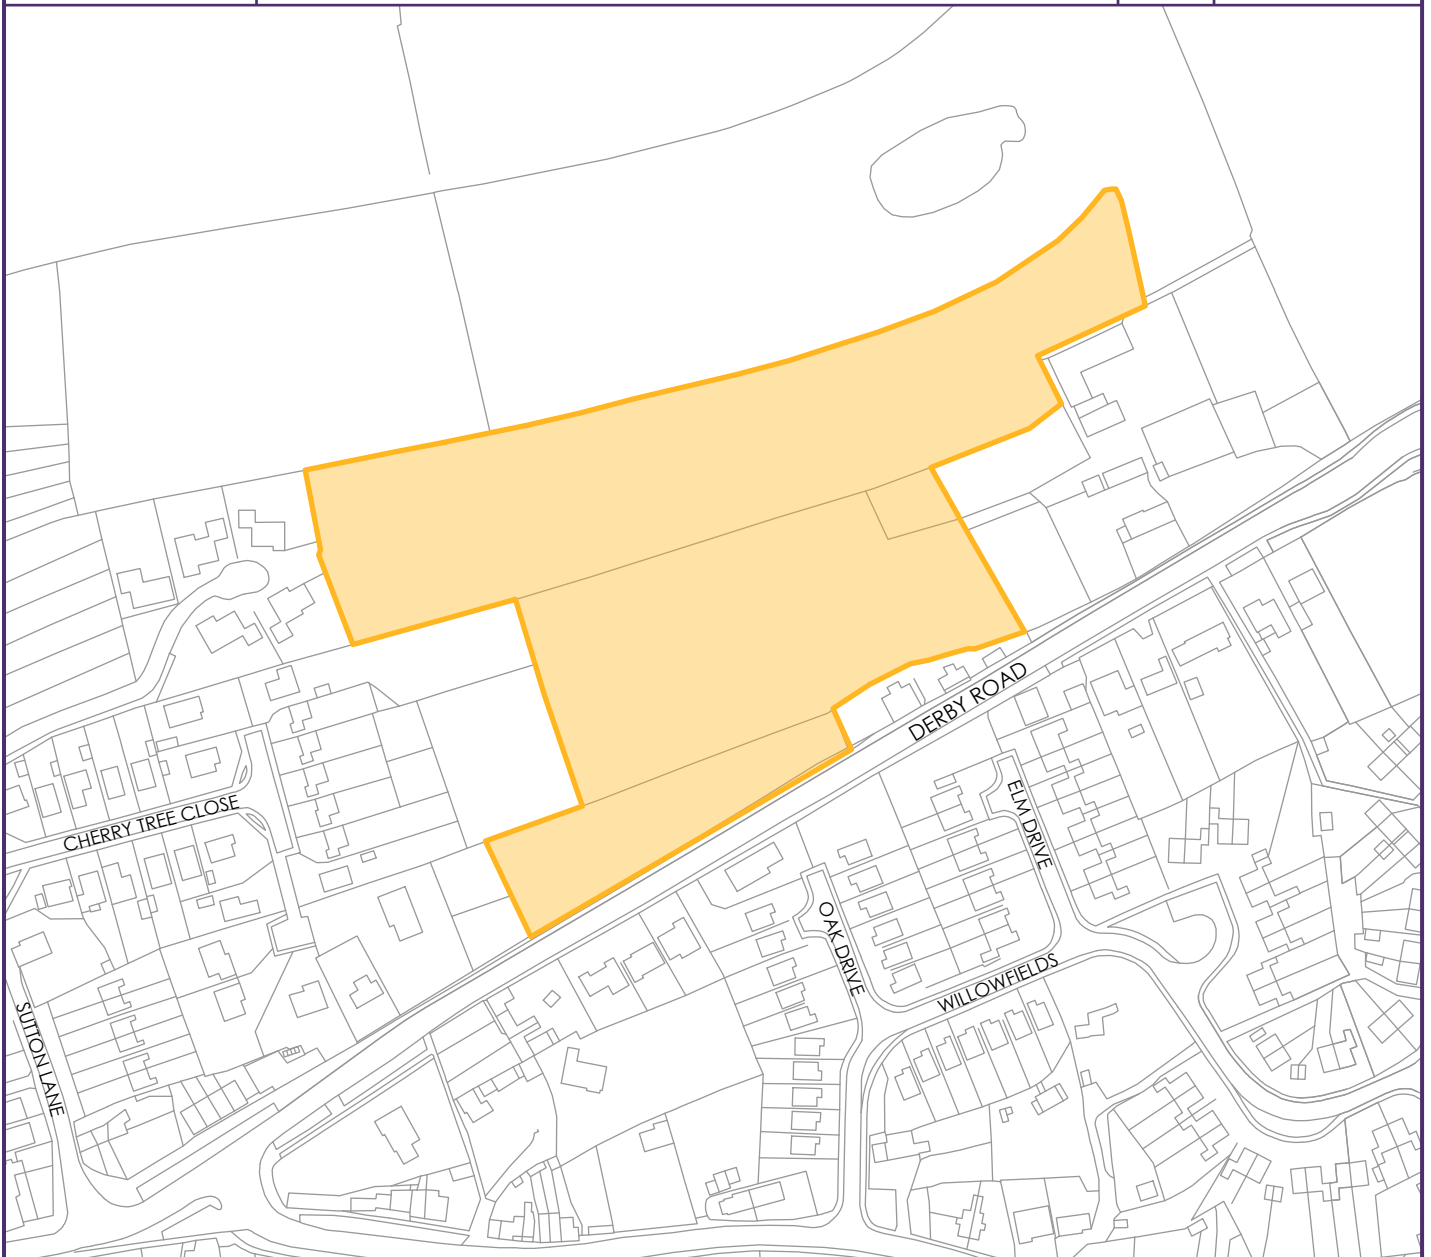 DERBY ROAD
ELM DRIVE
CHERRY TREE CLOSE
OAK DRIVE
WILLOWFIELDS
SUTTON LANE